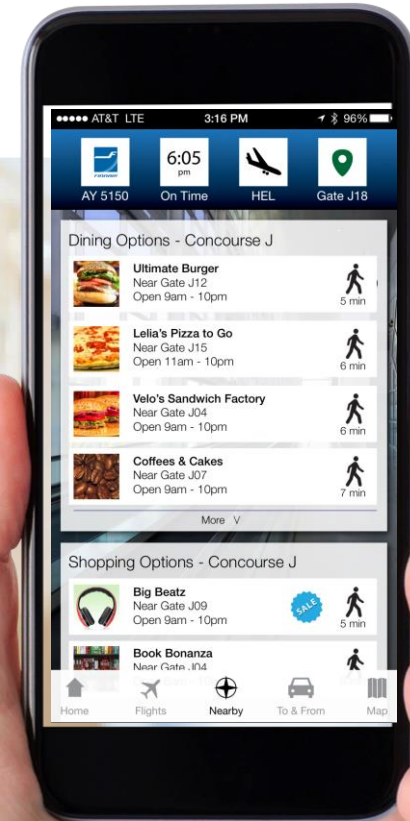 AT&T LTE 3:16 PM 96%
6:05
pm
AY 5150 On Time HEL Gate J18
Dining Options - Concourse J
Ultimate Burger
Near Gate J12
Open 9am - 10pm
5 min
Lelia's Pizza to Go
Near Gate J15
Open 11am - 10pm
6 min
Velo's Sandwich Factory
Near Gate J04
Open 9am - 10pm
6 min
Coffees & Cakes
Near Gate J07
Open 9am - 10pm
7 min
More V
Shopping Options - Concourse J
Big Beatz
Near Gate J09
Open 9am - 10pm
SALE
5 min
Book Bonanza
Near Gate J04
Home Flights Nearby To & From Map